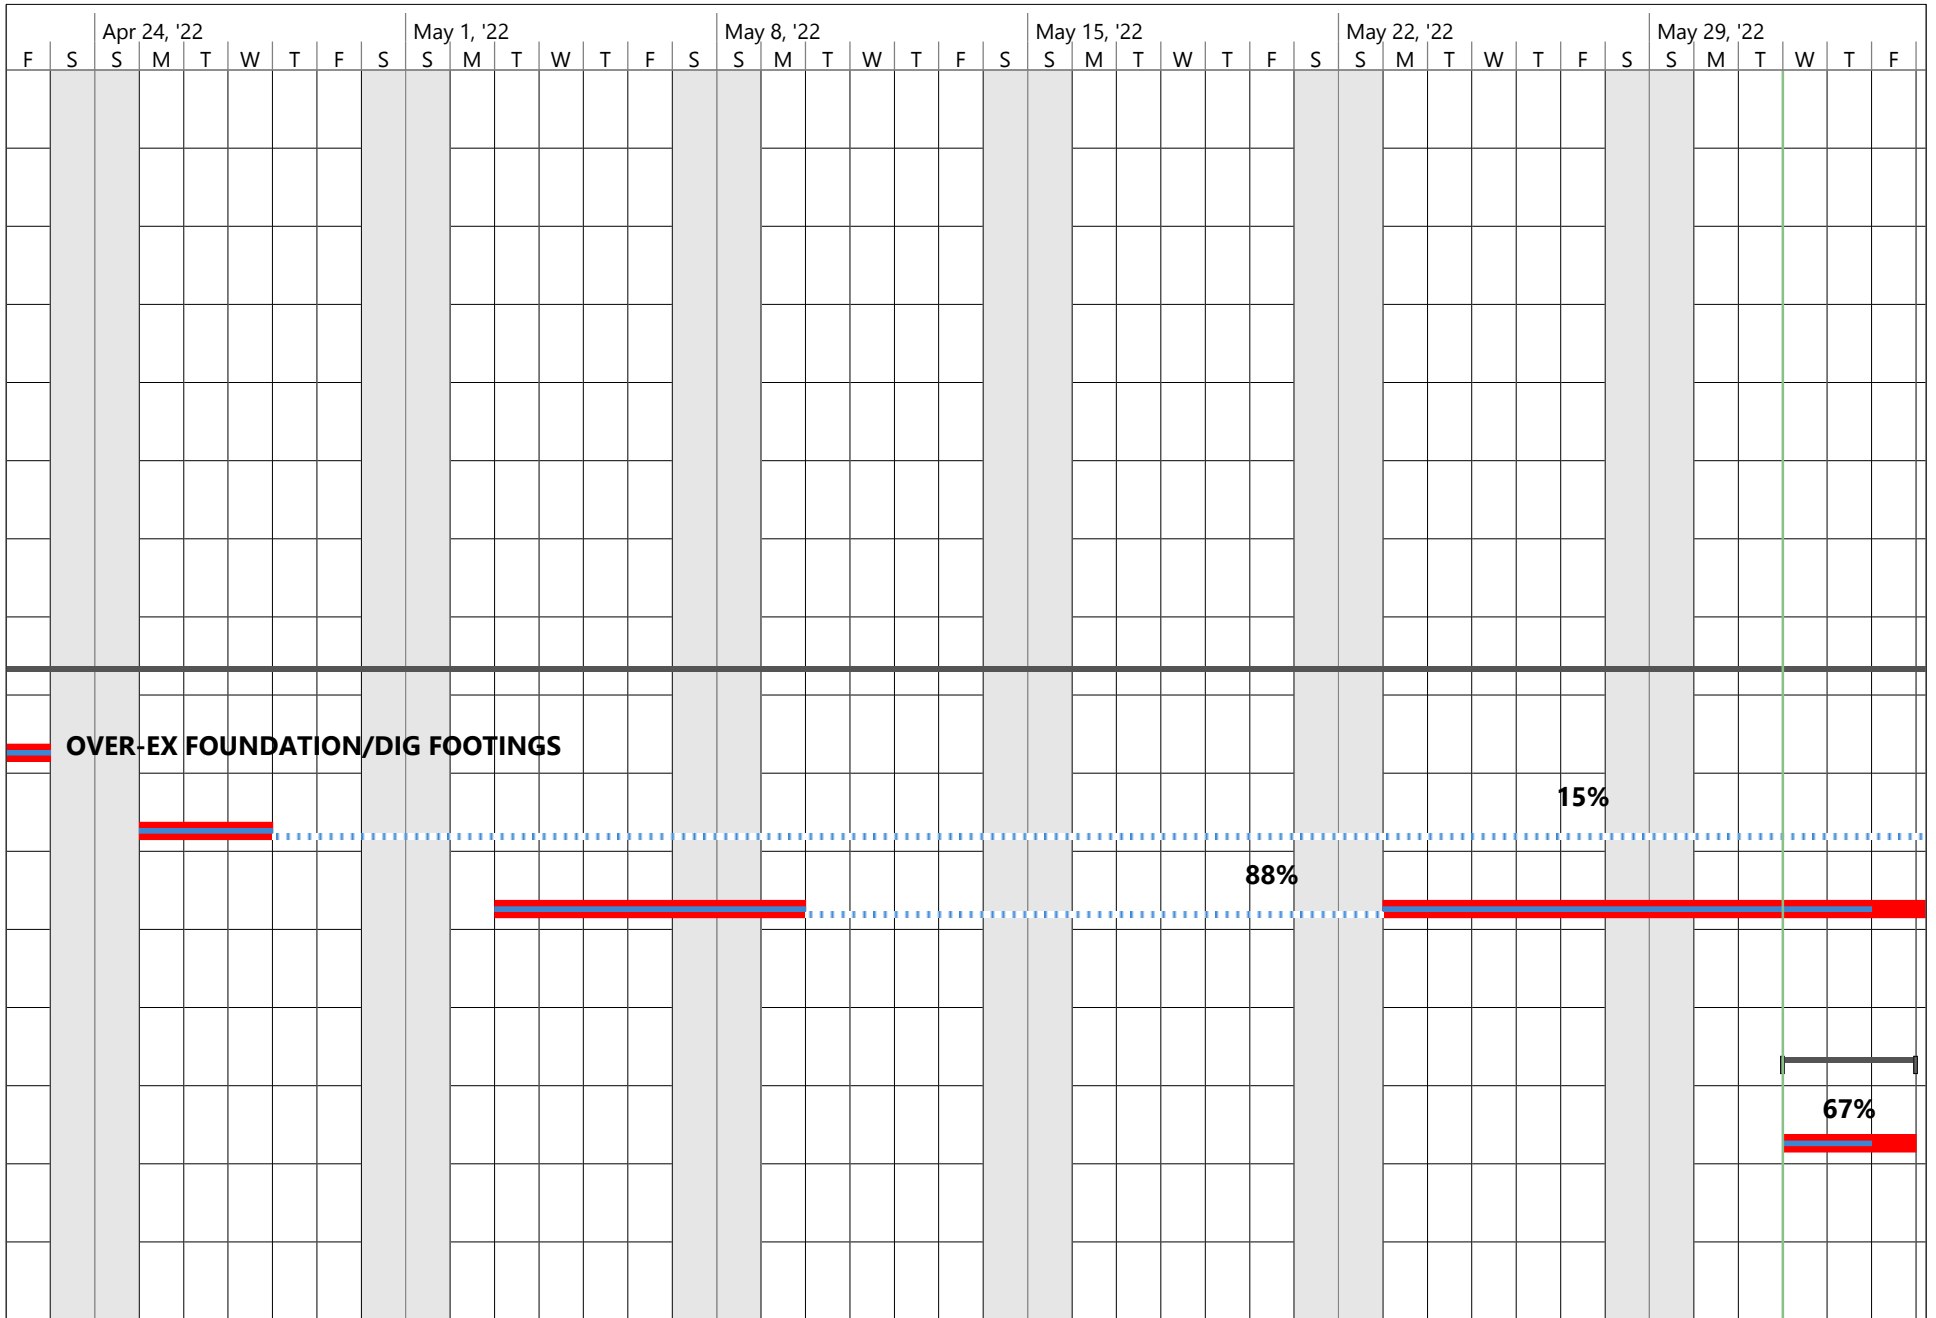 Apr 24, '22 May 1, '22 May 8, '22 May 15, '22 May 22, '22 May 29, '22
F S S M T W T F S S M T W T F S S M T W T F S S M T W T F S S M T W T F S S M T W T F
OVER-EX FOUNDATION/DIG FOOTINGS
15%
88%
67%